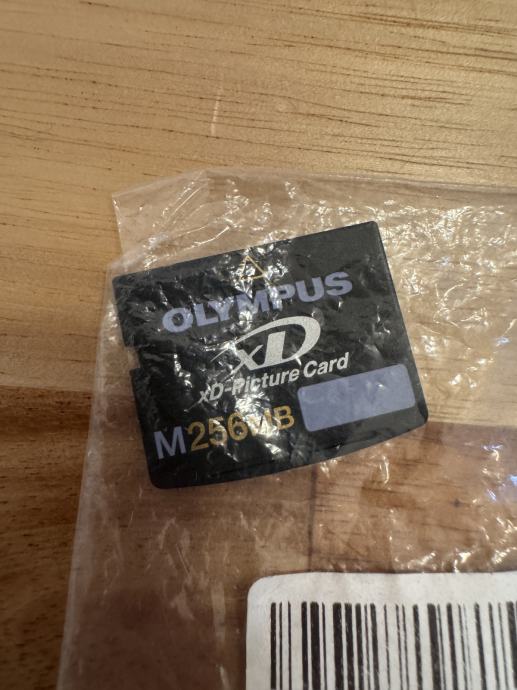 OLYMPUS
xD
xD-Picture Card
M256MB